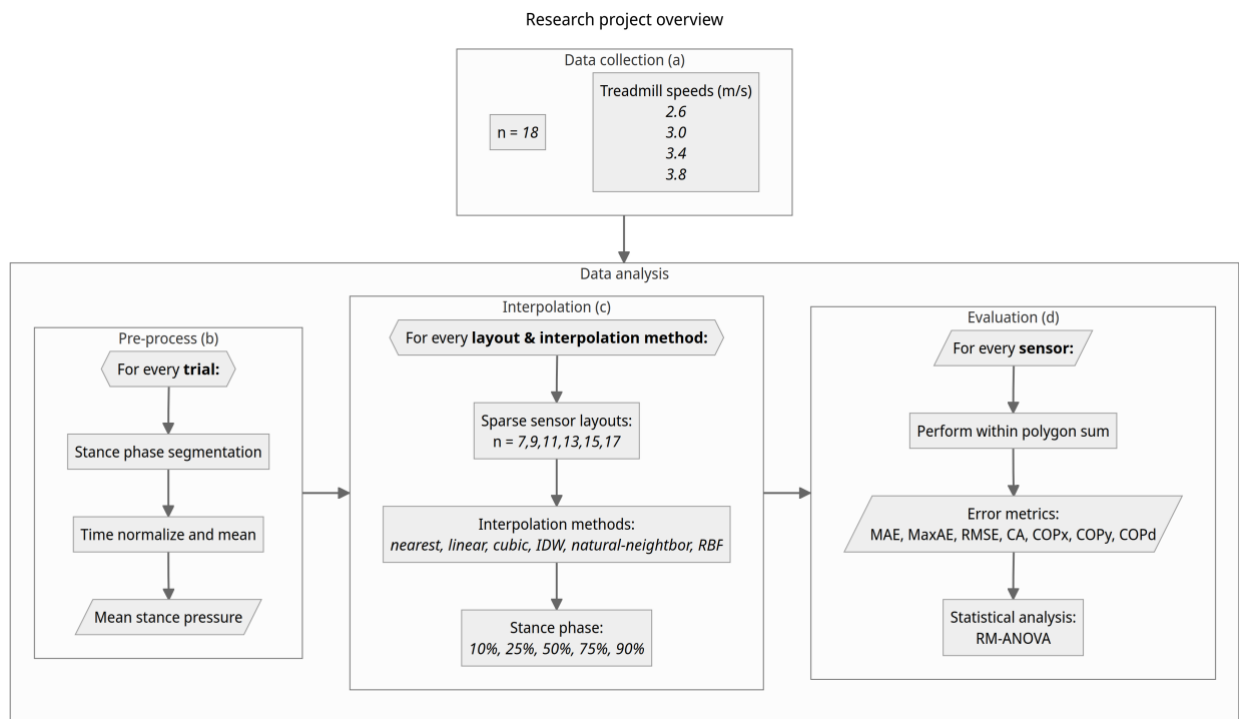 Research project overview
Data collection (a)
n = 18
Treadmill speeds (m/s)
2.6
3.0
3.4
3.8
Data analysis
Pre-process (b)
For every trial:
Stance phase segmentation
Time normalize and mean
Mean stance pressure
Interpolation (c)
For every layout & interpolation method:
Sparse sensor layouts:
n = 7,9,11,13,15,17
Interpolation methods:
nearest, linear, cubic, IDW, natural-neightbor, RBF
Stance phase:
10%, 25%, 50%, 75%, 90%
Evaluation (d)
For every sensor:
Perform within polygon sum
Error metrics:
MAE, MaxAE, RMSE, CA, COPx, COPy, COPd
Statistical analysis:
RM-ANOVA